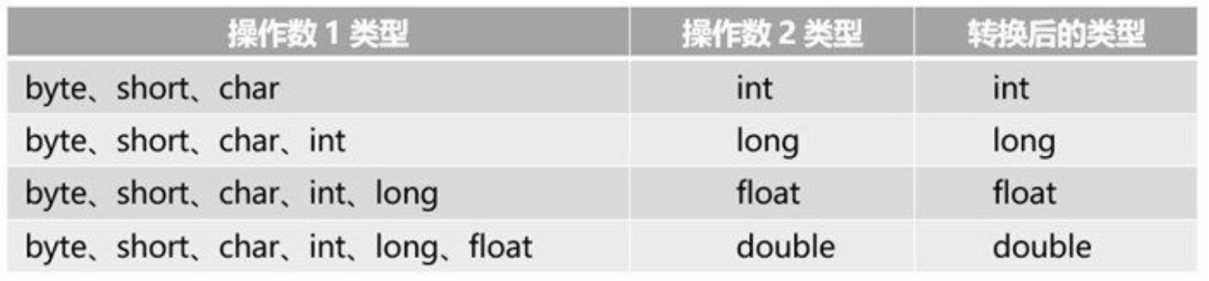 操作数 1 类型 操作数 2 类型 转换后的类型
byte、short、char int int
byte、short、char、int long long
byte、short、char、int、long float float
byte、short、char、int、long、float double double